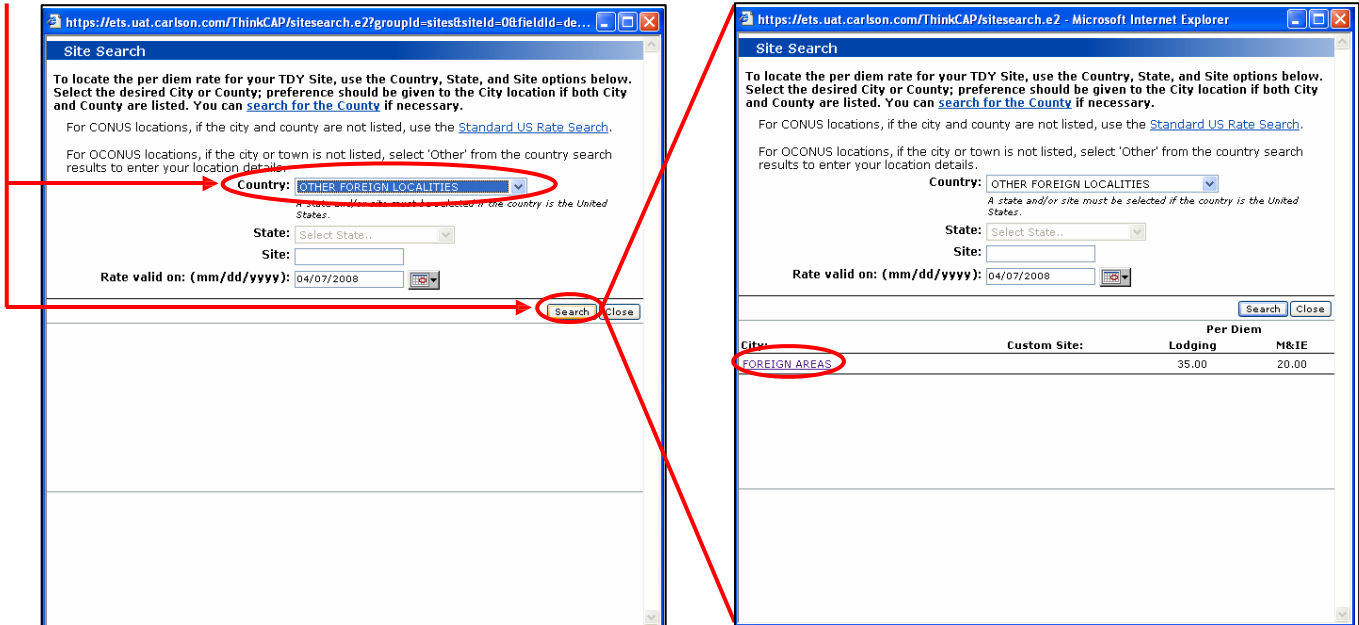 https://ets.uat.carlson.com/ThinkCAP/sitesearch.e2?groupId=sites&siteId=0&fieldId=de...
Site Search
To locate the per diem rate for your TDY Site, use the Country, State, and Site options below.
Select the desired City or County; preference should be given to the City location if both City
and County are listed. You can search for the County if necessary.
For CONUS locations, if the city and county are not listed, use the Standard US Rate Search.
For OCONUS locations, if the city or town is not listed, select 'Other' from the country search
results to enter your location details.
Country: OTHER FOREIGN LOCALITIES
A state and/or site must be selected if the country is the United
States.
State: Select State..
Site:
Rate valid on: (mm/dd/yyyy): 04/07/2008
Search Close
https://ets.uat.carlson.com/ThinkCAP/sitesearch.e2 - Microsoft Internet Explorer
Site Search
To locate the per diem rate for your TDY Site, use the Country, State, and Site options below.
Select the desired City or County; preference should be given to the City location if both City
and County are listed. You can search for the County if necessary.
For CONUS locations, if the city and county are not listed, use the Standard US Rate Search.
For OCONUS locations, if the city or town is not listed, select 'Other' from the country search
results to enter your location details.
Country: OTHER FOREIGN LOCALITIES
A state and/or site must be selected if the country is the United
States.
State: Select State..
Site:
Rate valid on: (mm/dd/yyyy): 04/07/2008
Search Close
Per Diem
City: Custom Site: Lodging M&IE
FOREIGN AREAS 35.00 20.00